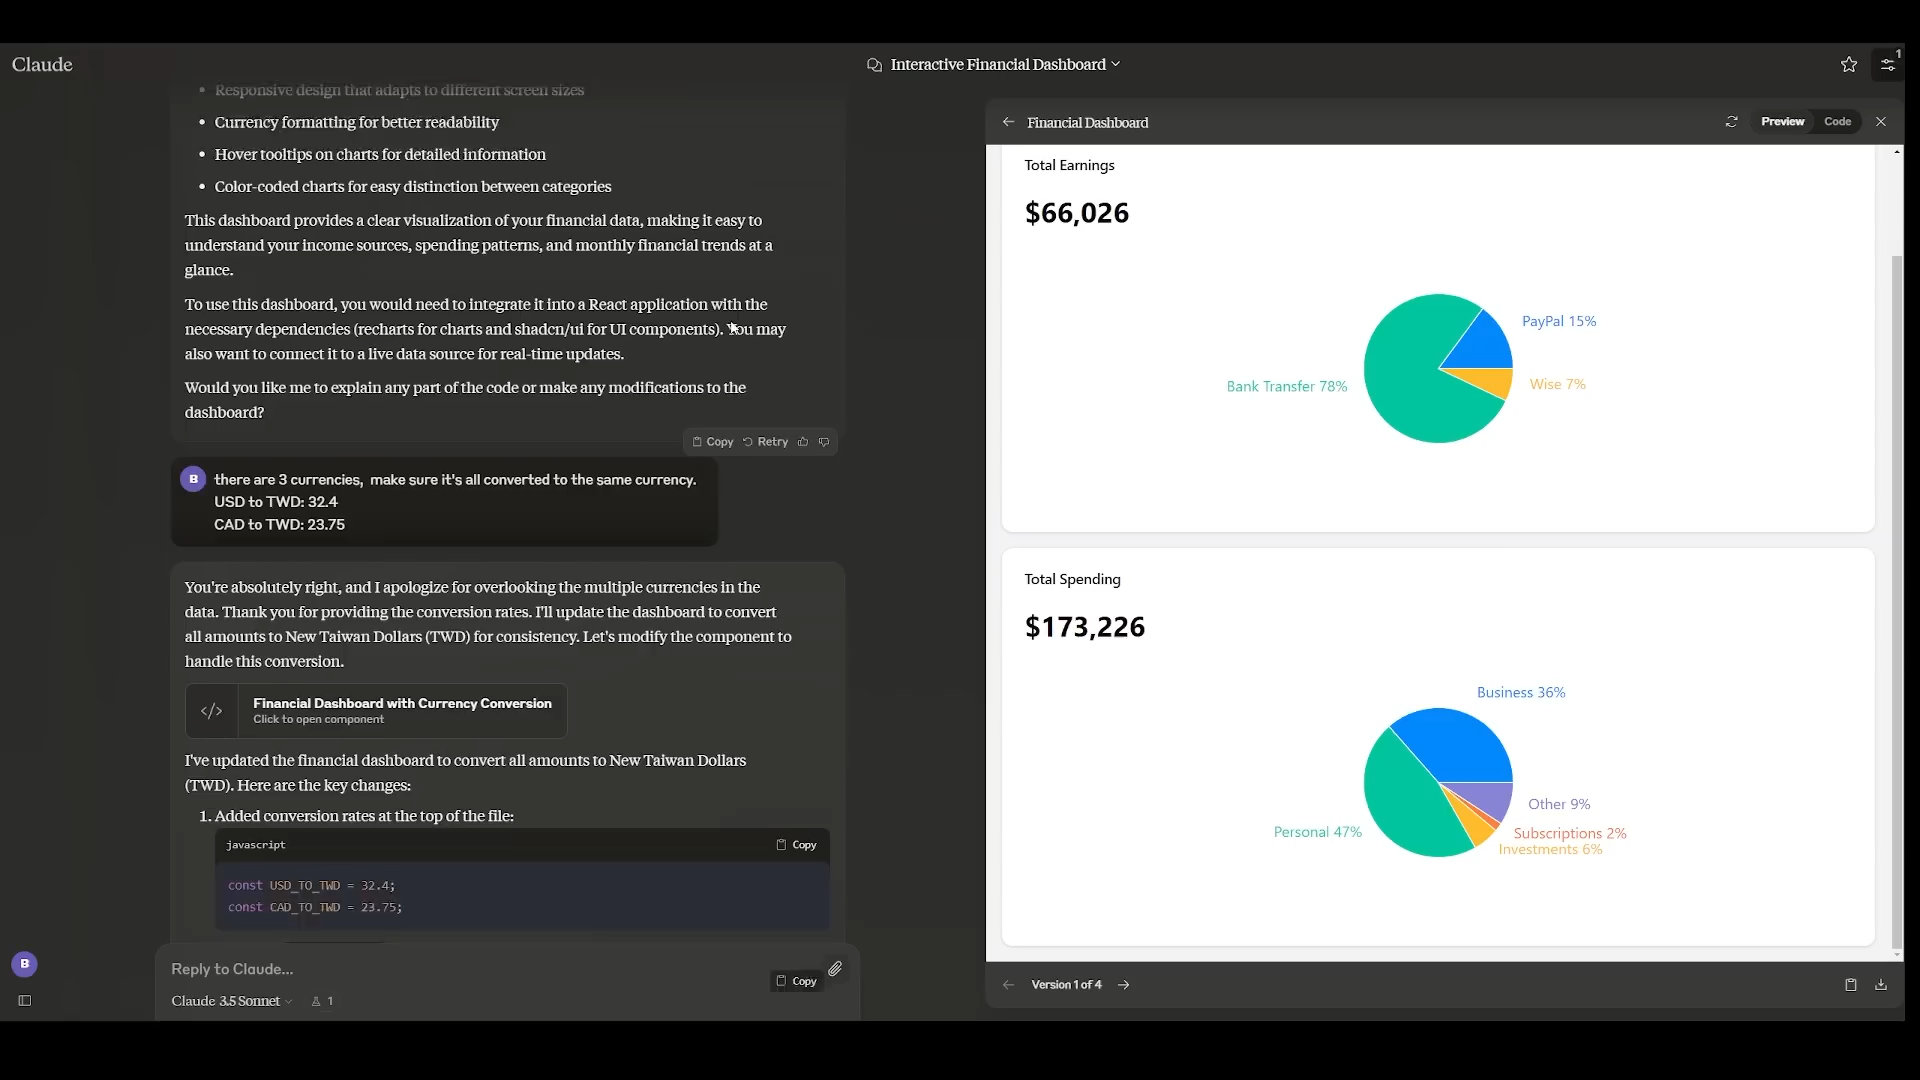 Claude
Interactive Financial Dashboard
1
• Responsive design that adapts to different screen sizes
• Currency formatting for better readability
• Hover tooltips on charts for detailed information
• Color-coded charts for easy distinction between categories
This dashboard provides a clear visualization of your financial data, making it easy to
understand your income sources, spending patterns, and monthly financial trends at a
glance.
To use this dashboard, you would need to integrate it into a React application with the
necessary dependencies (recharts for charts and shadcn/ui for UI components). You may
also want to connect it to a live data source for real-time updates.
Would you like me to explain any part of the code or make any modifications to the
dashboard?
Copy Retry
B
there are 3 currencies, make sure it's all converted to the same currency.
USD to TWD: 32.4
CAD to TWD: 23.75
You're absolutely right, and I apologize for overlooking the multiple currencies in the
data. Thank you for providing the conversion rates. I'll update the dashboard to convert
all amounts to New Taiwan Dollars (TWD) for consistency. Let's modify the component to
handle this conversion.
</> Financial Dashboard with Currency Conversion
Click to open component
I've updated the financial dashboard to convert all amounts to New Taiwan Dollars
(TWD). Here are the key changes:
1. Added conversion rates at the top of the file:
javascript Copy
const USD_TO_TWD = 32.4;
const CAD_TO_TWD = 23.75;
Reply to Claude...
Copy
Claude 3.5 Sonnet 1
B
Financial Dashboard
Preview Code
Total Earnings
$66,026
PayPal 15%
Wise 7%
Bank Transfer 78%
Total Spending
$173,226
Business 36%
Other 9%
Personal 47%
Subscriptions 2%
Investments 6%
Version 1 of 4